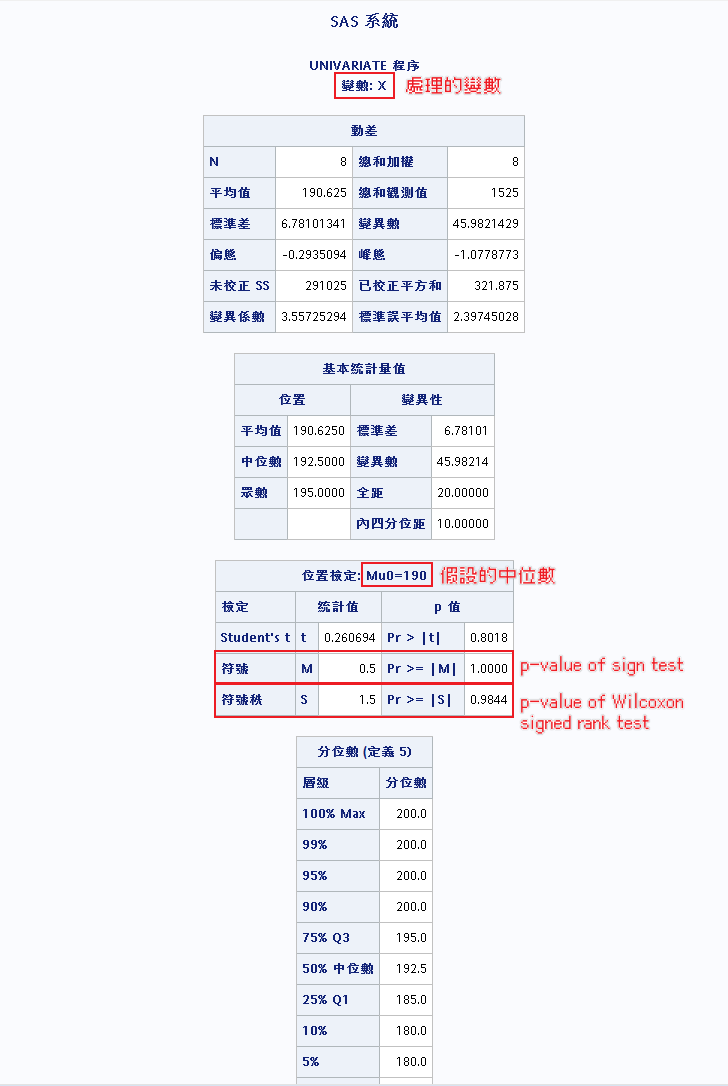 SAS 系統
UNIVARIATE 程序
變數: X 處理的變數
動差
N 8 總和加權 8
平均值 190.625 總和觀測值 1525
標準差 6.78101341 變異數 45.9821429
偏態 -0.2935094 峰態 -1.0778773
未校正 SS 291025 已校正平方和 321.875
變異係數 3.55725294 標準誤平均值 2.39745028
基本統計量值
位置 變異性
平均值 190.6250 標準差 6.78101
中位數 192.5000 變異數 45.98214
眾數 195.0000 全距 20.00000
內四分位距 10.00000
位置檢定: Mu0=190 假設的中位數
檢定 統計值 p 值
Student's t t 0.260694 Pr > |t| 0.8018
符號 M 0.5 Pr >= |M| 1.0000 p-value of sign test
符號秩 S 1.5 Pr >= |S| 0.9844 p-value of Wilcoxon
signed rank test
分位數 (定義 5)
層級 分位數
100% Max 200.0
99% 200.0
95% 200.0
90% 200.0
75% Q3 195.0
50% 中位數 192.5
25% Q1 185.0
10% 180.0
5% 180.0